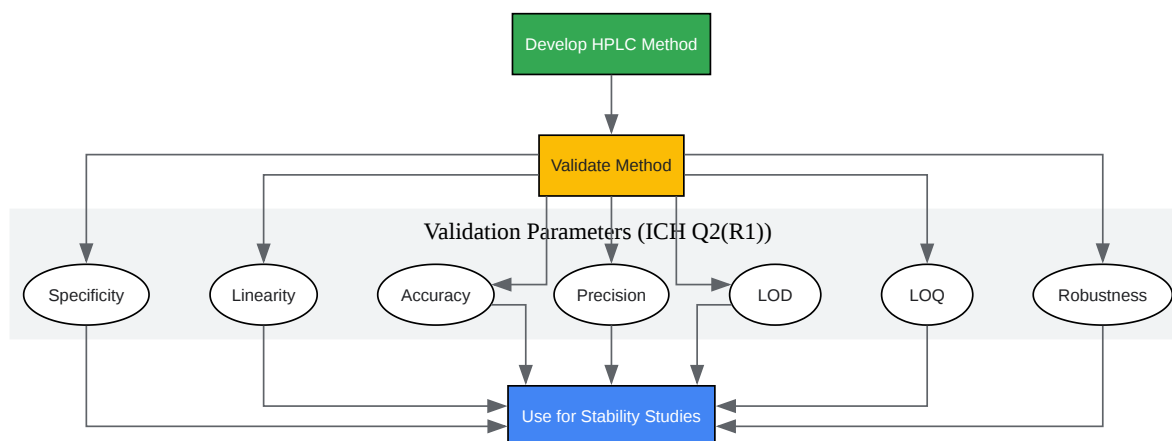 Develop HPLC Method
Validate Method
Validation Parameters (ICH Q2(R1))
Specificity
Linearity
Accuracy
Precision
LOD
LOQ
Robustness
Use for Stability Studies